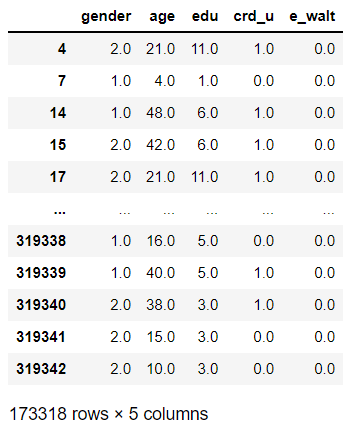 gender age edu crd_u e_walt
4 2.0 21.0 11.0 1.0 0.0
7 1.0 4.0 1.0 0.0 0.0
14 1.0 48.0 6.0 1.0 0.0
15 2.0 42.0 6.0 1.0 0.0
17 2.0 21.0 11.0 1.0 0.0
... ... ... ... ... ...
319338 1.0 16.0 5.0 0.0 0.0
319339 1.0 40.0 5.0 1.0 0.0
319340 2.0 38.0 3.0 1.0 0.0
319341 2.0 15.0 3.0 0.0 0.0
319342 2.0 10.0 3.0 0.0 0.0
173318 rows × 5 columns